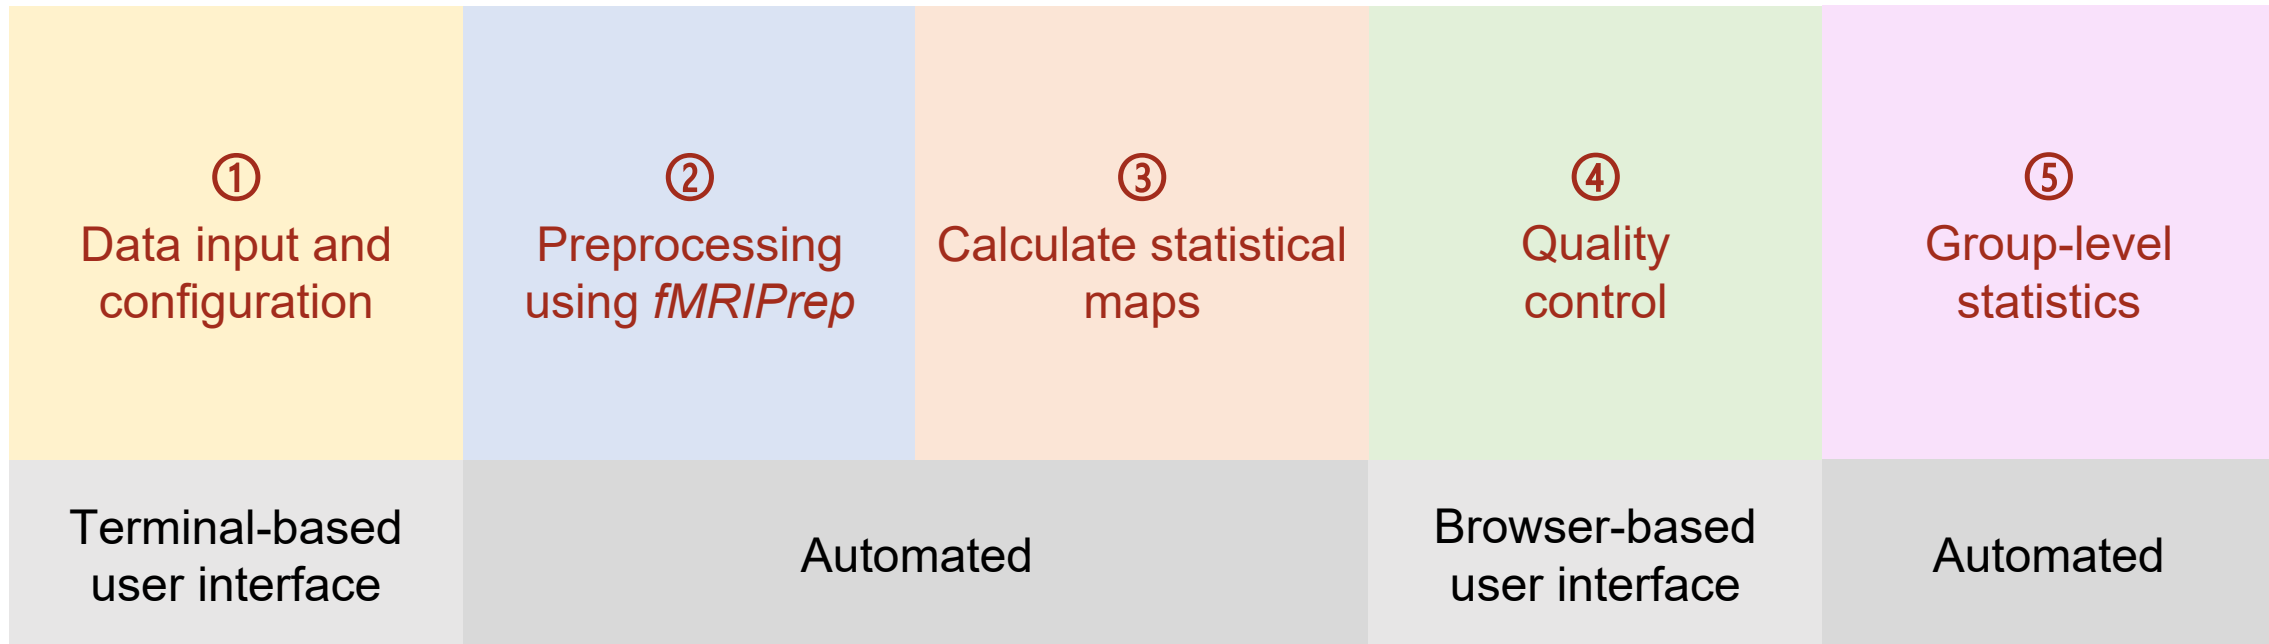 ①
Data input and
configuration
②
Preprocessing
using fMRIPrep
③
Calculate statistical
maps
④
Quality
control
⑤
Group-level
statistics
Terminal-based
user interface
Automated
Browser-based
user interface
Automated